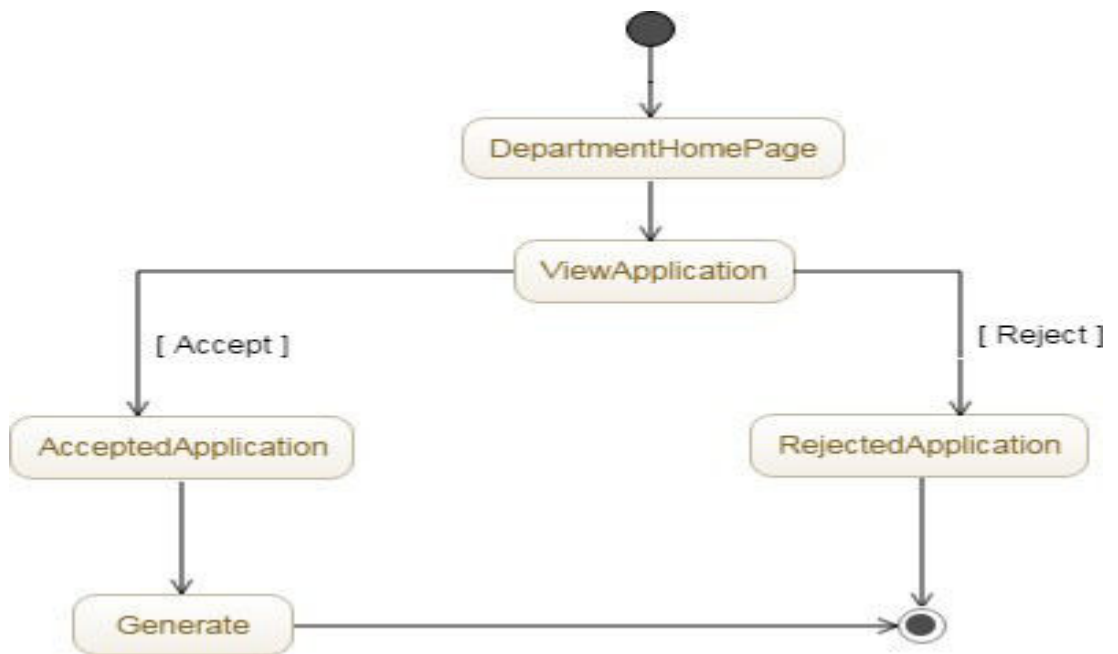 DepartmentHomePage
ViewApplication
[ Accept ]
[ Reject ]
AcceptedApplication
RejectedApplication
Generate